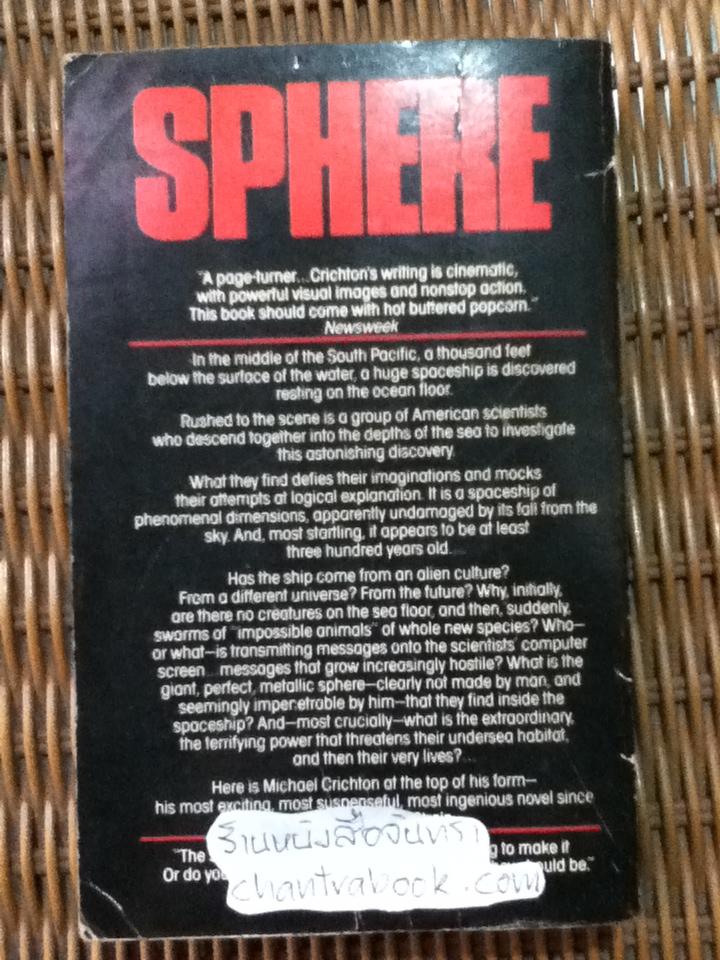 SPHERE
"A page-turner...Crichton's writing is cinematic,
with powerful visual images and nonstop action.
This book should come with hot buttered popcorn."
Newsweek
In the middle of the South Pacific, a thousand feet
below the surface of the water, a huge spaceship is discovered
resting on the ocean floor.
Rushed to the scene is a group of American scientists
who descend together into the depths of the sea to investigate
this astonishing discovery.
What they find defies their imaginations and mocks
their attempts at logical explanation. It is a spaceship of
phenomenal dimensions, apparently undamaged by its fall from the
sky. And, most startling, it appears to be at least
three hundred years old....
Has the ship come from an alien culture?
From a different universe? From the future? Why, initially,
are there no creatures on the sea floor, and then, suddenly,
swarms of "impossible animals" of whole new species? Who—
or what—is transmitting messages onto the scientists' computer
screen...messages that grow increasingly hostile? What is the
giant, perfect, metallic sphere—clearly not made by man, and
seemingly impenetrable by him—that they find inside the
spaceship? And—most crucially—what is the extraordinary,
the terrifying power that threatens their undersea habitat,
and then their very lives?...
Here is Michael Crichton at the top of his form—
his most exciting, most suspenseful, most ingenious novel since
ร้านหนังสือจันทรา
"The g to make it
Or do you ould be."
chantrabook.com